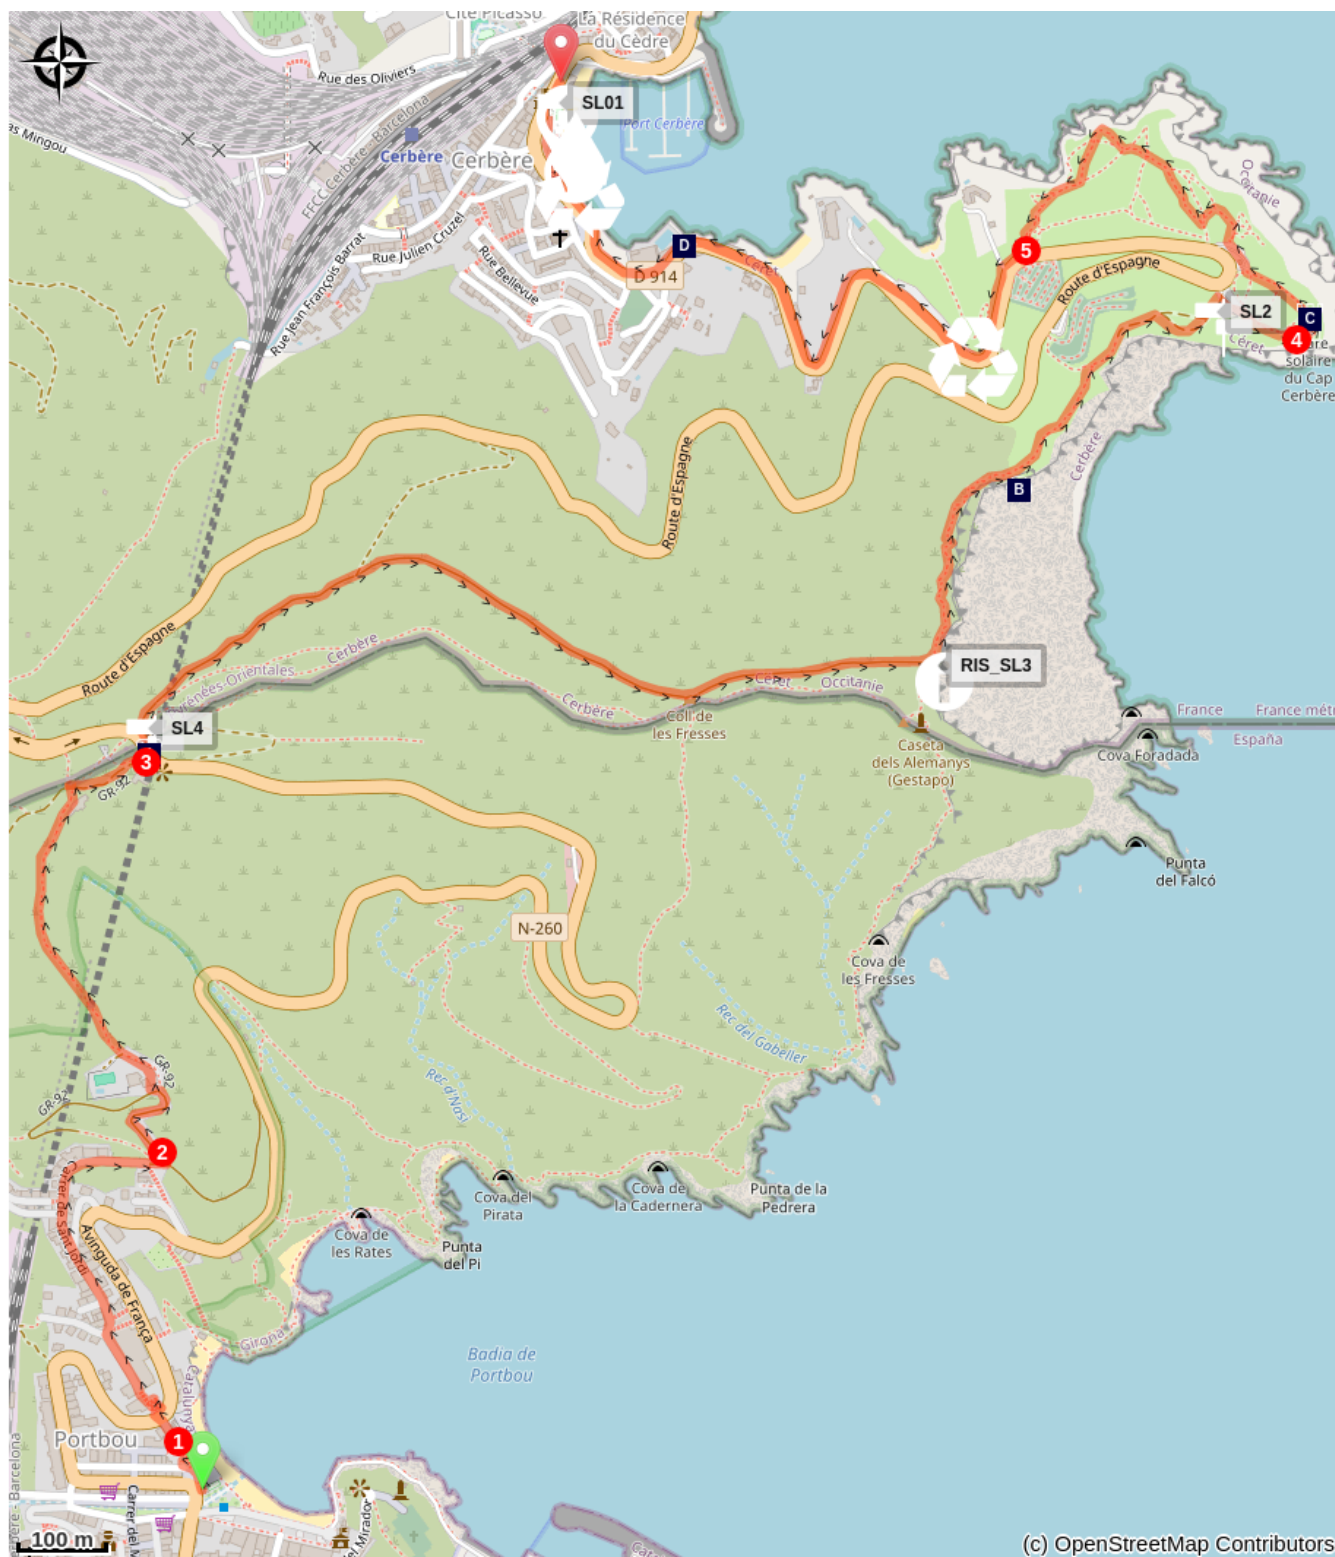 Cité Picasso
La Résidence
du Cèdre
Rue des Oliviers
SL01
Port Cerbère
as Mingou
FFCC Cerbère - Barcelona
Cerbère
Cerbère
Rue Julien Cruzel
Rue Jean François Barrat
Rue Bellevue
D
D 914
Céret
Occitanie
5
Route d'Espagne
SL2
C
4
Céret
solaire
du Cap
Cerbère
Cerbère
B
Route d'Espagne
Route d'Espagne
Cerbère
Pyrénées-Orientales
Cerbère
Céret
Occitanie
RIS_SL3
Coll de
les Fresses
Caseta
dels Alemanys
(Gestapo)
France
España
Cova Foradada
SL4
3
GR-92
Punta
del Falcó
N-260
Cova de
les Fresses
Rec del Gabeller
Rec d'Nasi
GR-92
GR-92
2
Carrer de Sant Jordi
Avinguda de França
Cova de
les Rates
Punta
del Pi
Cova del
Pirata
Cova de
la Cadernera
Punta de la
Pedrera
Girona
Catalunya
Badia de
Portbou
Portbou
1
100 m
(c) OpenStreetMap Contributors